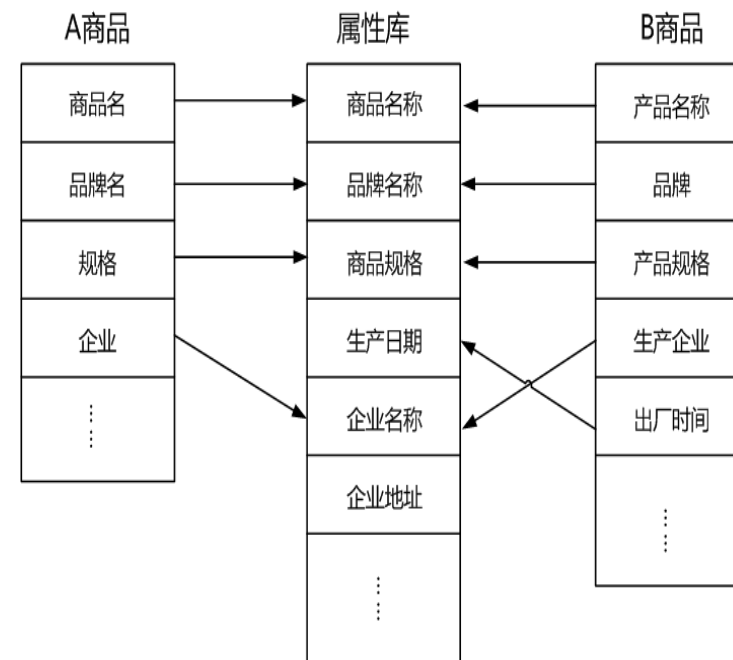 A商品
属性库
B商品
商品名
商品名称
产品名称
品牌名
品牌名称
品牌
规格
商品规格
产品规格
企业
生产日期
生产企业
企业名称
出厂时间
企业地址